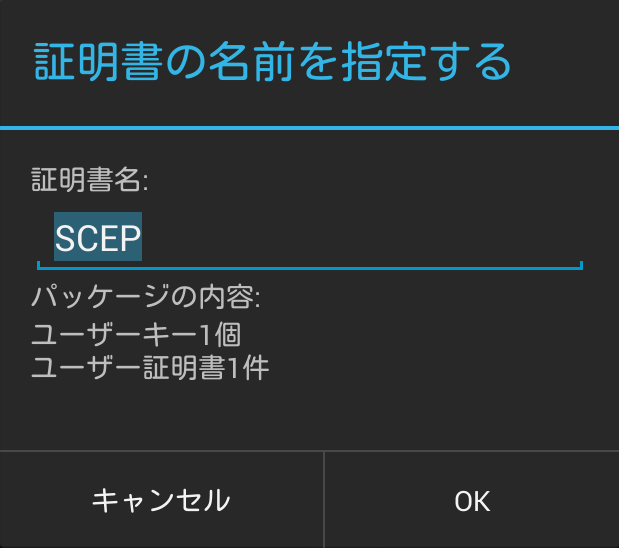 証明書の名前を指定する
証明書名:
SCEP
パッケージの内容:
ユーザーキー1個
ユーザー証明書1件
キャンセル
OK